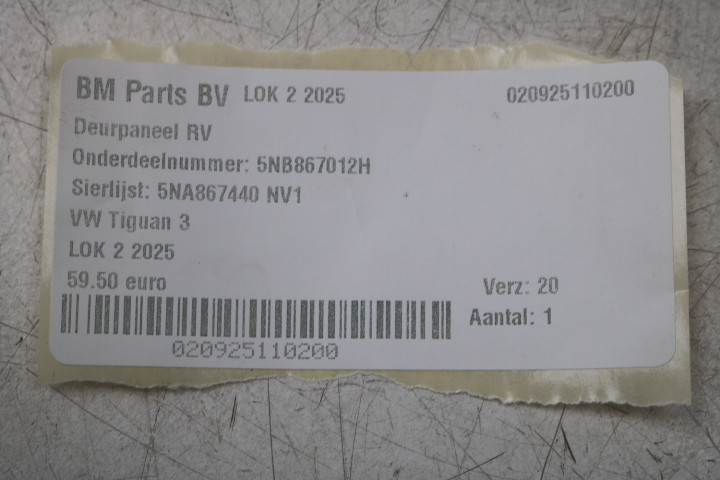 BM Parts BV LOK 2 2025 020925110200
Deurpaneel RV
Onderdeelnummer: 5NB867012H
Sierlijst: 5NA867440 NV1
VW Tiguan 3
LOK 2 2025
59.50 euro Verz: 20
Aantal: 1
020925110200